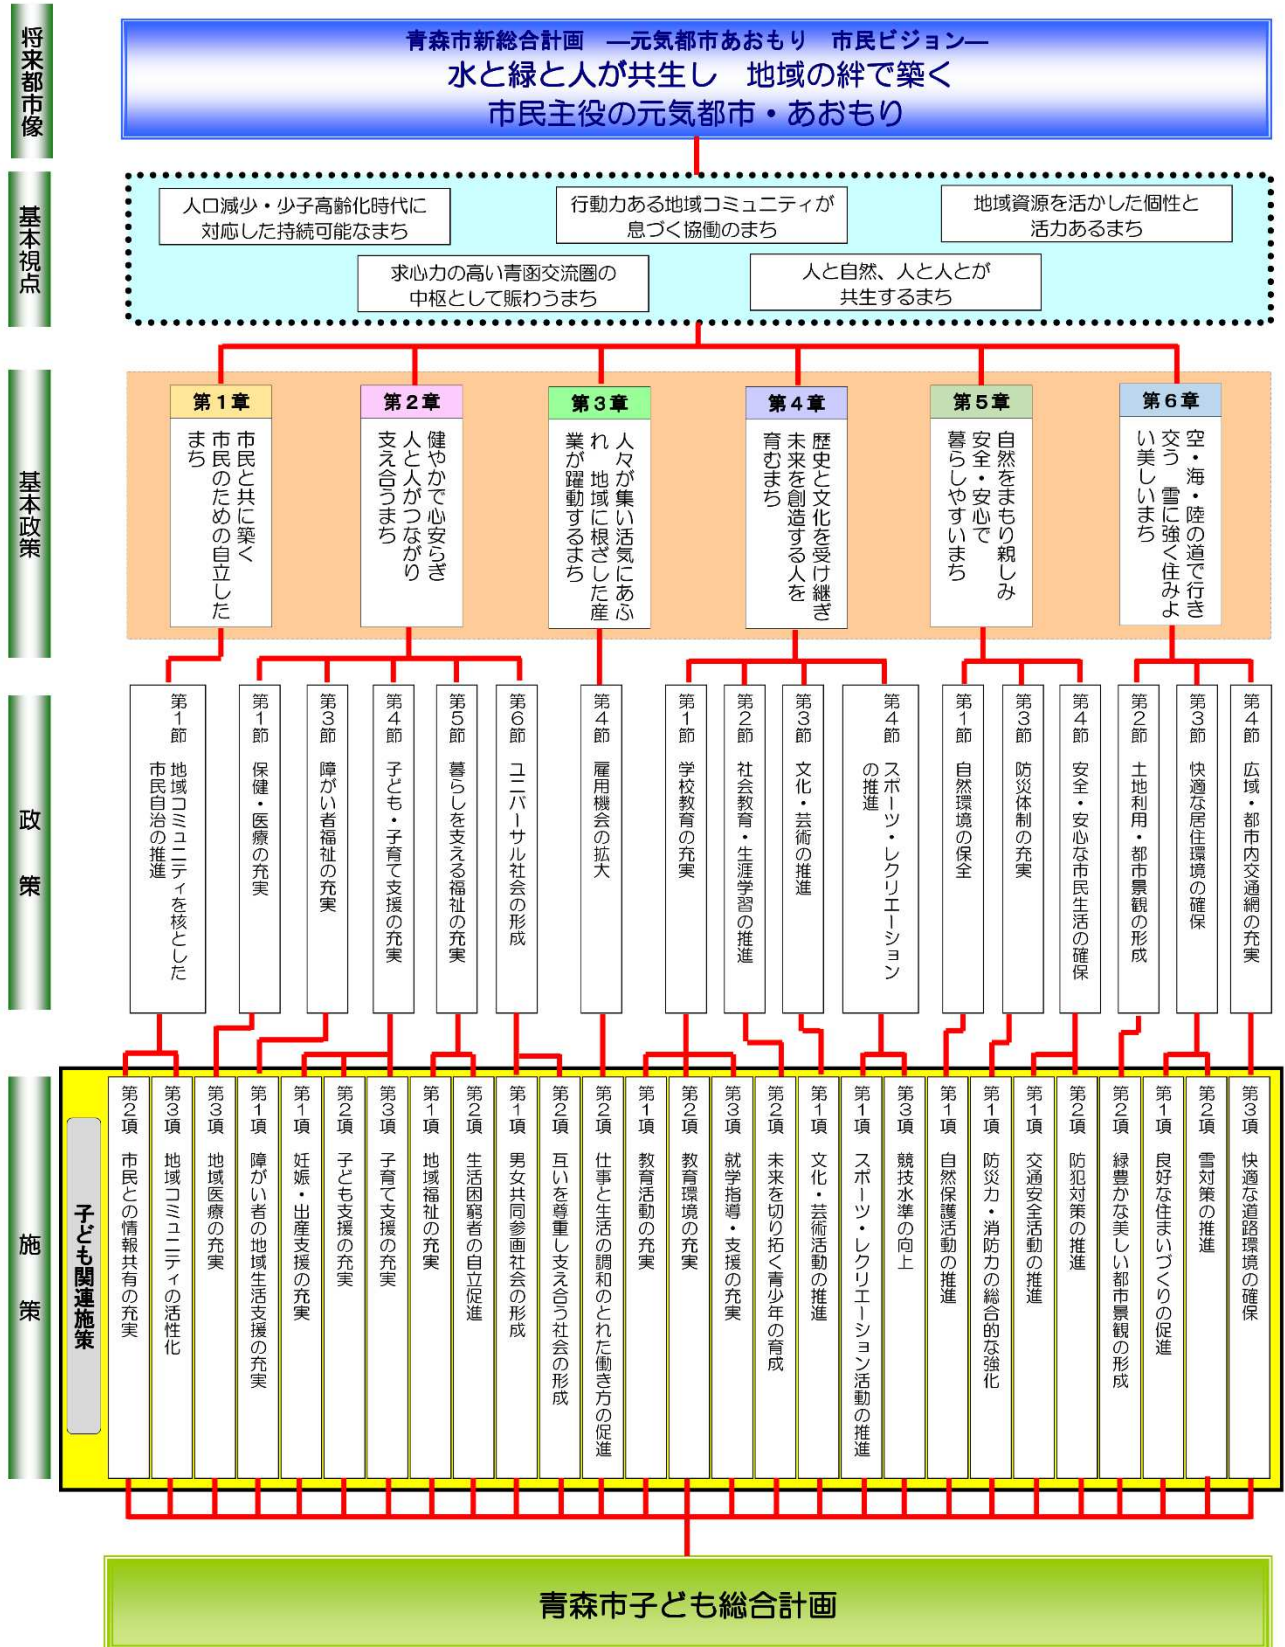 将来都市像
青森市新総合計画　―元気都市あおもり　市民ビジョン―
水と緑と人が共生し　地域の絆で築く
市民主役の元気都市・あおもり
基本視点
人口減少・少子高齢化時代に
対応した持続可能なまち
行動力ある地域コミュニティが
息づく協働のまち
地域資源を活かした個性と
活力あるまち
求心力の高い青函交流圏の
中枢として賑わうまち
人と自然、人と人とが
共生するまち
基本政策
第１章
市民と共に築く
市民のための自立した
まち
第２章
健やかで心安らぎ
人と人がつながり
支え合うまち
第３章
人々が集い活気にあふ
れ　地域に根ざした産
業が躍動するまち
第４章
歴史と文化を受け継ぎ
未来を創造する人を
育むまち
第５章
自然をまもり親しみ
安全・安心で
暮らしやすいまち
第６章
空・海・陸の道で行き
交う　雪に強く住みよ
い美しいまち
政策
第１節　地域コミュニティを核とした
市民自治の推進
第１節　保健・医療の充実
第３節　障がい者福祉の充実
第４節　子ども・子育て支援の充実
第５節　暮らしを支える福祉の充実
第６節　ユニバーサル社会の形成
第４節　雇用機会の拡大
第１節　学校教育の充実
第２節　社会教育・生涯学習の推進
第３節　文化・芸術の推進
第４節　スポーツ・レクリエーション
の推進
第１節　自然環境の保全
第３節　防災体制の充実
第４節　安全・安心な市民生活の確保
第２節　土地利用・都市景観の形成
第３節　快適な居住環境の確保
第４節　広域・都市内交通網の充実
施策
子ども関連施策
第２項　市民との情報共有の充実
第３項　地域コミュニティの活性化
第３項　地域医療の充実
第１項　障がい者の地域生活支援の充実
第１項　妊娠・出産支援の充実
第２項　子ども支援の充実
第３項　子育て支援の充実
第１項　地域福祉の充実
第２項　生活困窮者の自立促進
第１項　男女共同参画社会の形成
第２項　互いを尊重し支え合う社会の形成
第２項　仕事と生活の調和のとれた働き方の促進
第１項　教育活動の充実
第２項　教育環境の充実
第３項　就学指導・支援の充実
第２項　未来を切り拓く青少年の育成
第１項　文化・芸術活動の推進
第１項　スポーツ・レクリエーション活動の推進
第３項　競技水準の向上
第１項　自然保護活動の推進
第１項　防災力・消防力の総合的な強化
第１項　交通安全活動の推進
第２項　防犯対策の推進
第２項　緑豊かな美しい都市景観の形成
第１項　良好な住まいづくりの促進
第２項　雪対策の推進
第３項　快適な道路環境の確保
青森市子ども総合計画